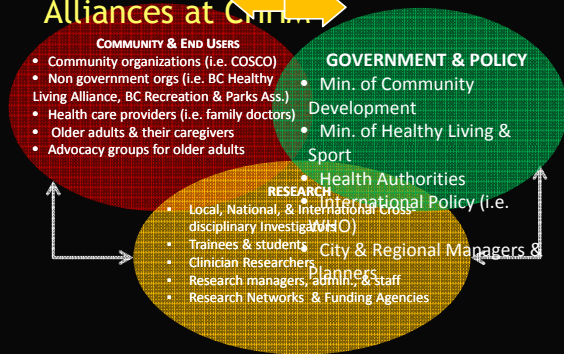 Alliances at CHHM
COMMUNITY & END USERS
• Community organizations (i.e. COSCO)
• Non government orgs (i.e. BC Healthy
Living Alliance, BC Recreation & Parks Ass.)
• Health care providers (i.e. family doctors)
• Older adults & their caregivers
• Advocacy groups for older adults
GOVERNMENT & POLICY
• Min. of Community
Development
• Min. of Healthy Living &
Sport
• Health Authorities
• International Policy (i.e.
WHO)
• City & Regional Managers &
Planners
RESEARCH
▪ Local, National, & International Cross-
disciplinary Investigators
▪ Trainees & students
▪ Clinician Researchers
▪ Research managers, admin., & staff
▪ Research Networks & Funding Agencies